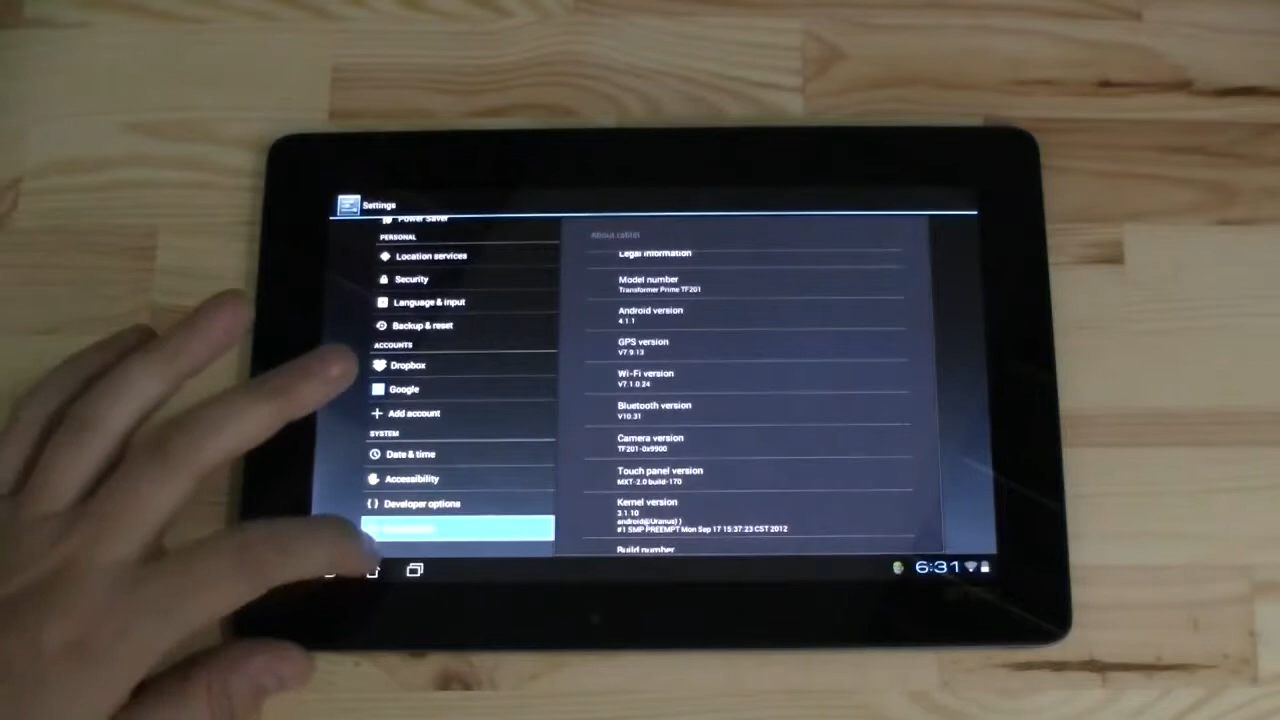 Settings
Power Saver
PERSONAL
Location services
Security
Language & input
Backup & reset
ACCOUNTS
Dropbox
Google
+ Add account
SYSTEM
Date & time
Accessibility
{ } Developer options
About tablet
Legal information
Model number
Transformer Prime TF201
Android version
4.1.1
GPS version
V7.9.13
Wi-Fi version
V7.1.0.24
Bluetooth version
V10.31
Camera version
TF201-0x9900
Touch panel version
MXT-2.0 build-170
Kernel version
3.1.10
android@Uranus) )
#1 SMP PREEMPT Mon Sep 17 15:37:23 CST 2012
Build number
6:31